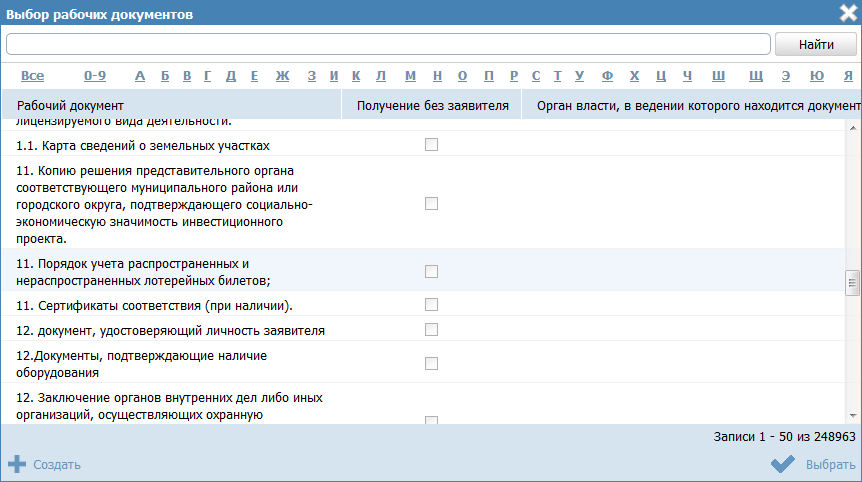 Выбор рабочих документов
Найти
Все 0-9 А Б В Г Д Е Ж З И К Л М Н О П Р С Т У Ф Х Ц Ч Ш Щ Э Ю Я
Рабочий документ Получение без заявителя Орган власти, в ведении которого находится документ
лицензируемого вида деятельности.
1.1. Карта сведений о земельных участках
11. Копию решения представительного органа
соответствующего муниципального района или
городского округа, подтверждающего социально-
экономическую значимость инвестиционного
проекта.
11. Порядок учета распространенных и
нераспространенных лотерейных билетов;
11. Сертификаты соответствия (при наличии).
12. документ, удостоверяющий личность заявителя
12.Документы, подтверждающие наличие
оборудования
12. Заключение органов внутренних дел либо иных
организаций, осуществляющих охранную
Записи 1 - 50 из 248963
Создать Выбрать